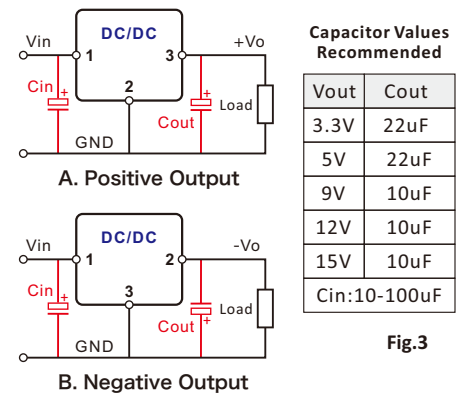 Vin
DC/DC
+Vo
1
3
Cin
+
2
+
Load
Cout
GND
A. Positive Output
Vin
DC/DC
-Vo
1
2
Cin
+
3
Load
Cout
+
GND
B. Negative Output
Capacitor Values
Recommended
Vout Cout
3.3V 22uF
5V 22uF
9V 10uF
12V 10uF
15V 10uF
Cin:10-100uF
Fig.3